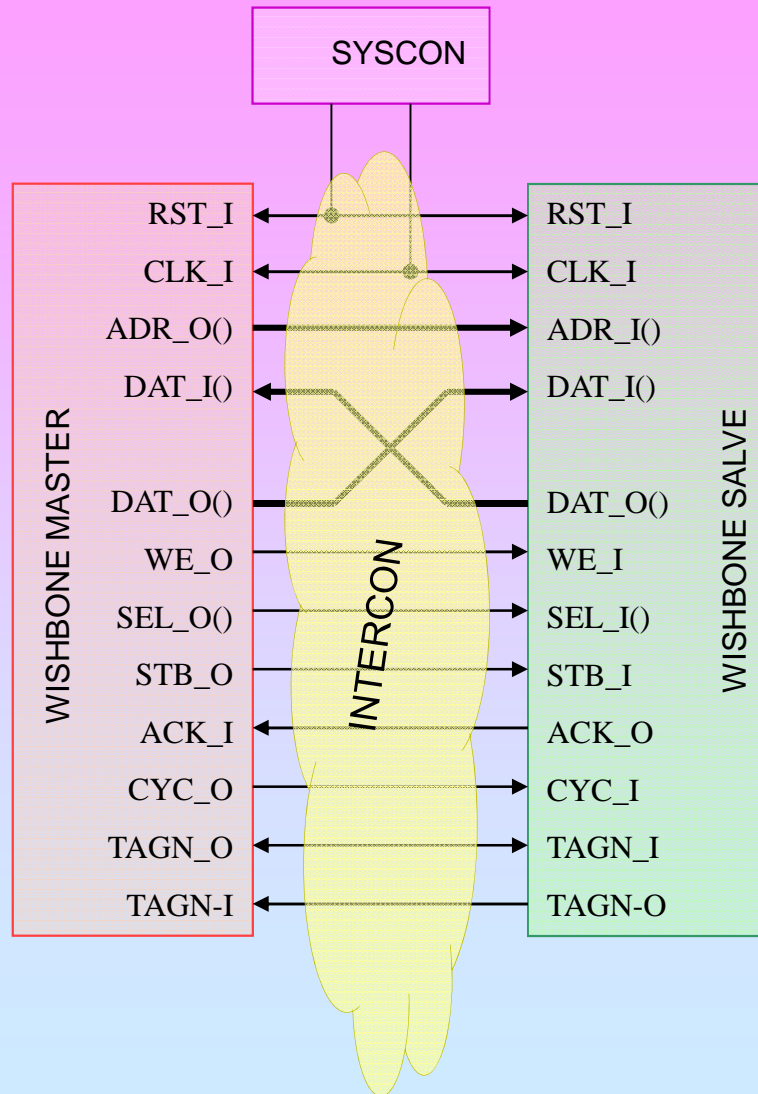 SYSCON
WISHBONE MASTER
RST_I
CLK_I
ADR_O()
DAT_I()
DAT_O()
WE_O
SEL_O()
STB_O
ACK_I
CYC_O
TAGN_O
TAGN-I
INTERCON
RST_I
CLK_I
ADR_I()
DAT_I()
DAT_O()
WE_I
SEL_I()
STB_I
ACK_O
CYC_I
TAGN_I
TAGN-O
WISHBONE SALVE